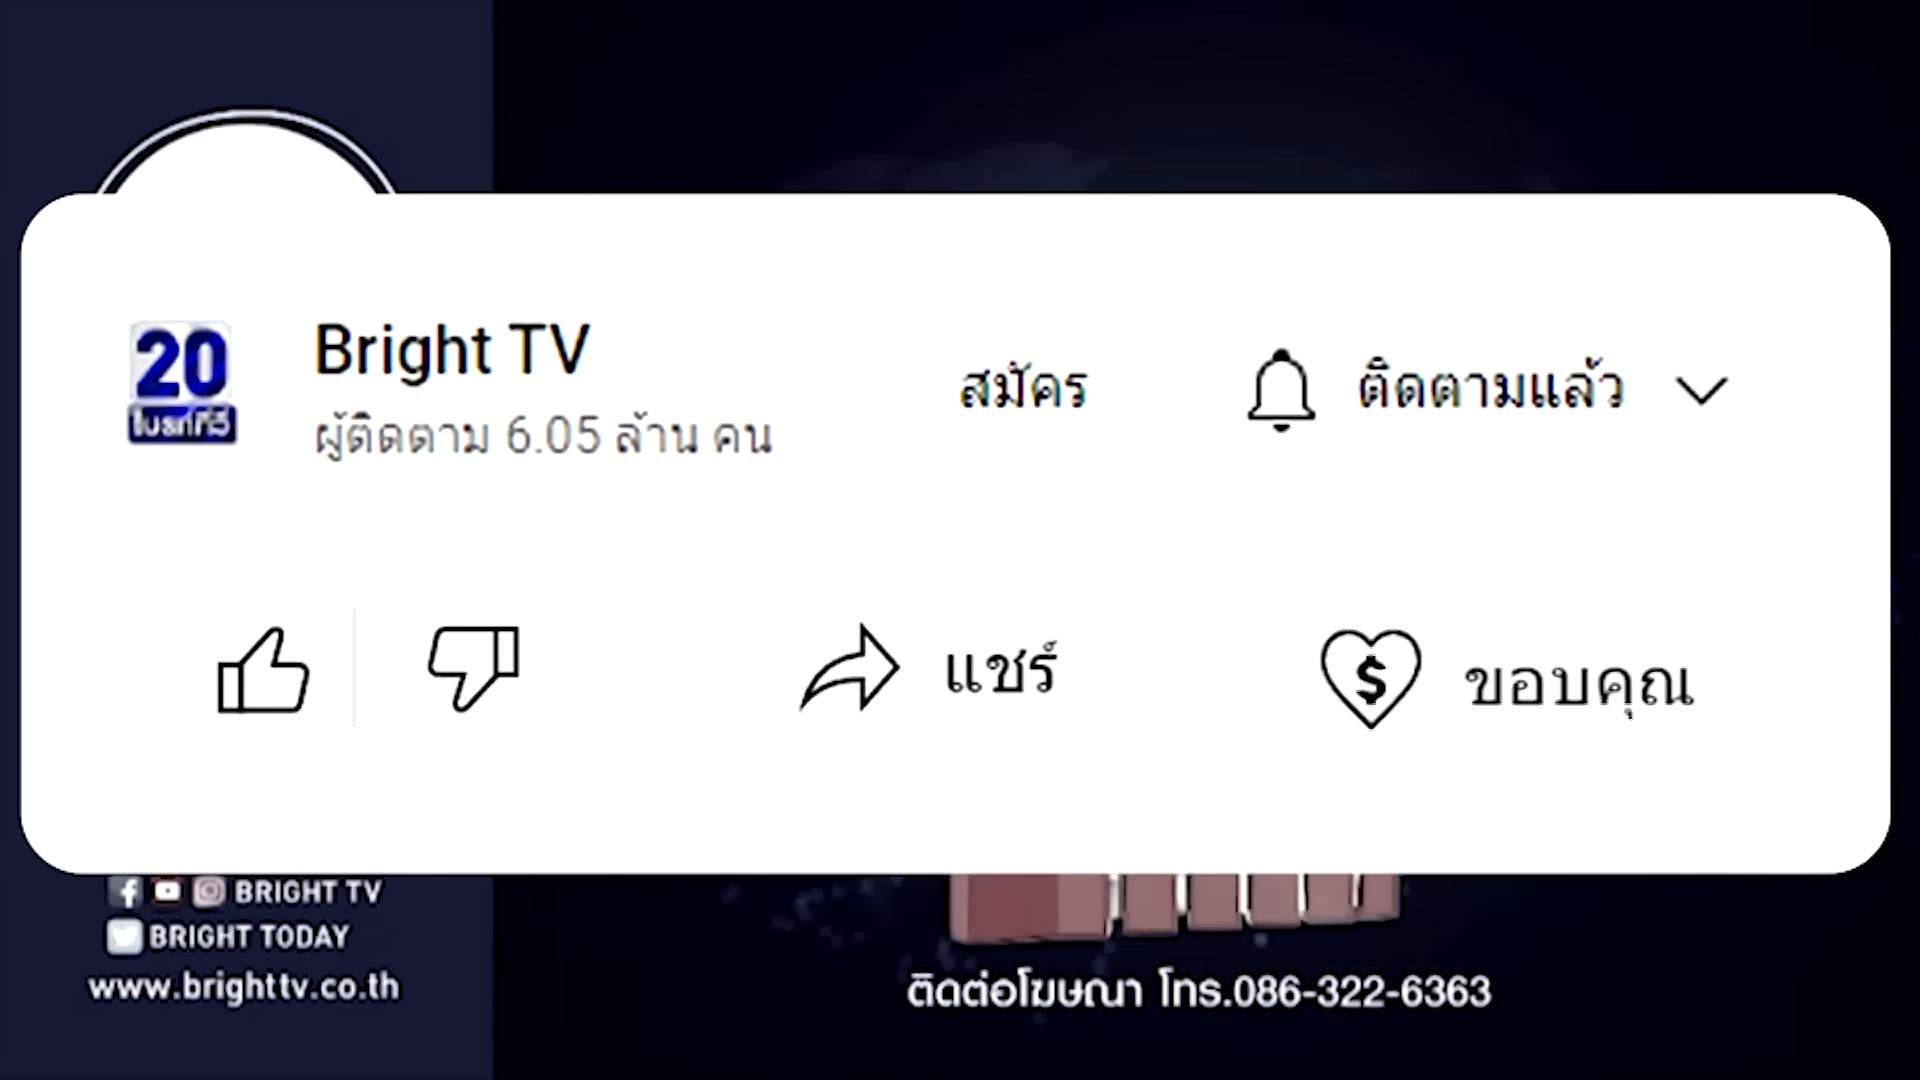 20
ไบรท์ทีวี
Bright TV
ผู้ติดตาม 6.05 ล้าน คน
สมัคร
ติดตามแล้ว
แชร์
$ ขอบคุณ
BRIGHT TV
BRIGHT TODAY
www.brighttv.co.th
ติดต่อโฆษณา โทร.086-322-6363